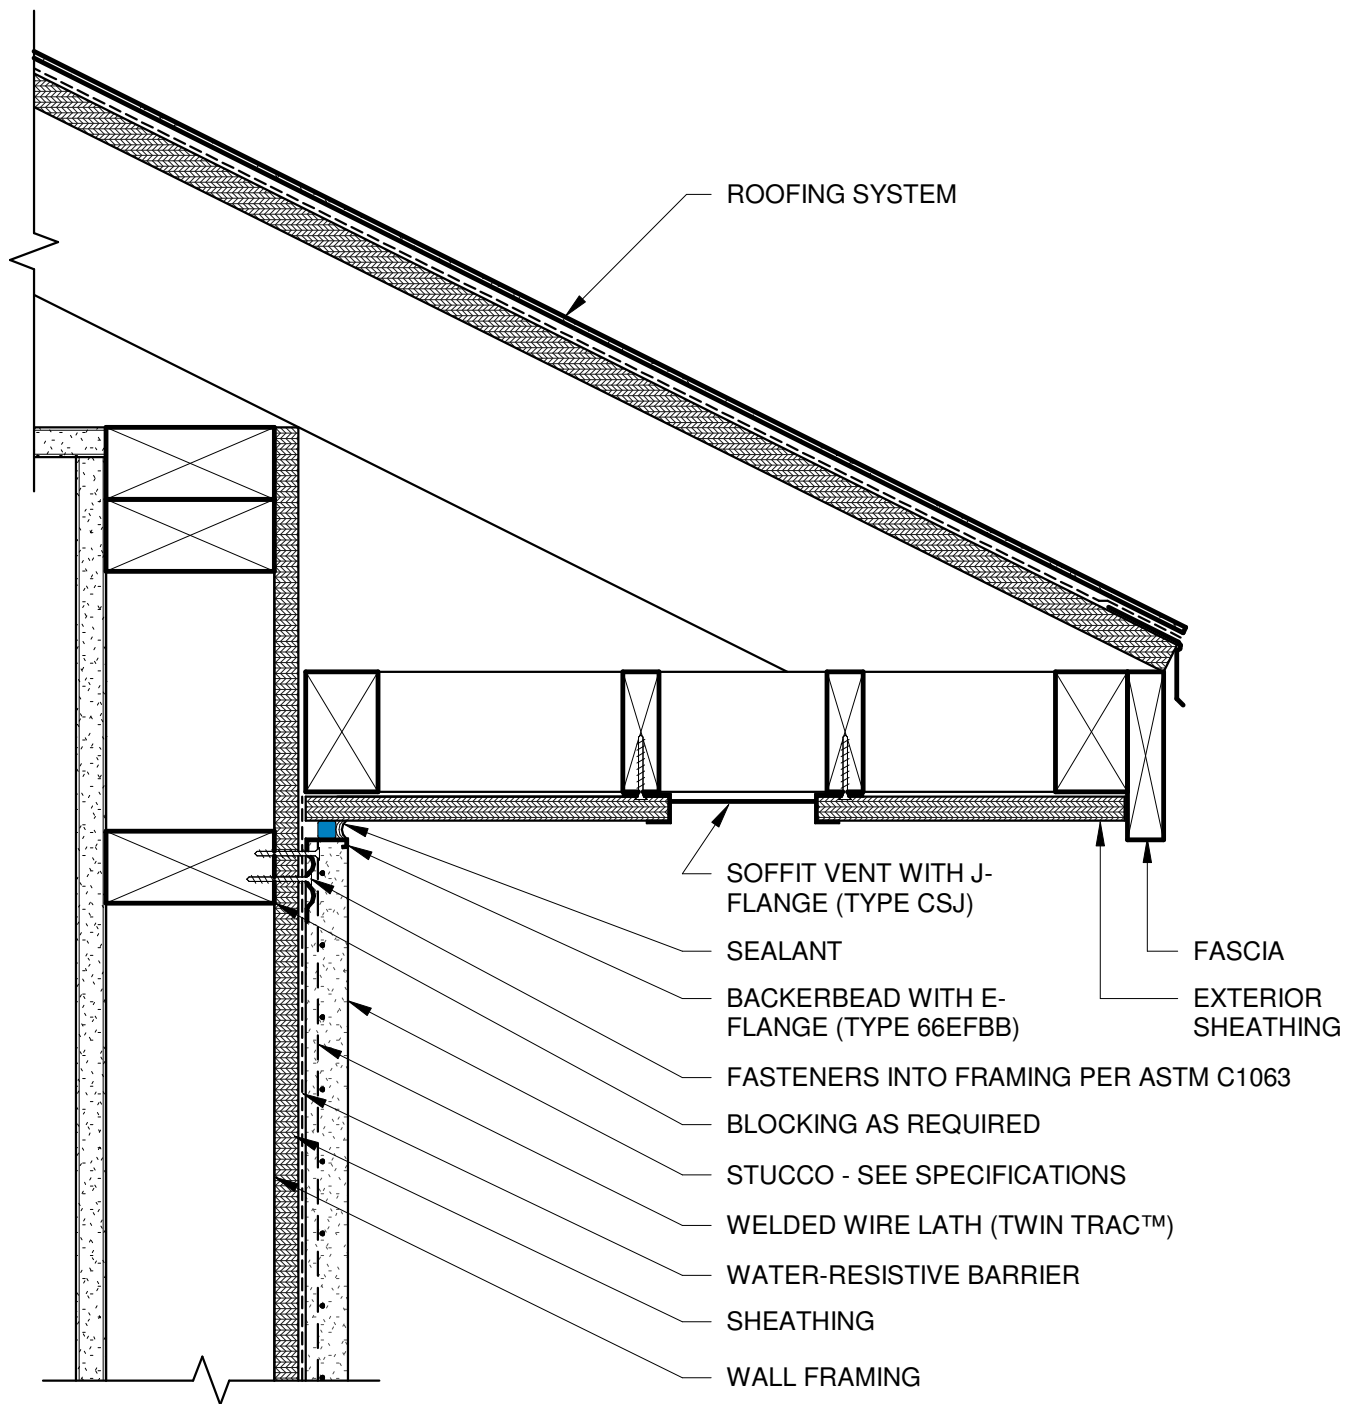 ROOFING SYSTEM
SOFFIT VENT WITH J-
FLANGE (TYPE CSJ)
SEALANT
BACKERBEAD WITH E-
FLANGE (TYPE 66EFBB)
FASTENERS INTO FRAMING PER ASTM C1063
BLOCKING AS REQUIRED
STUCCO - SEE SPECIFICATIONS
WELDED WIRE LATH (TWIN TRAC™)
WATER-RESISTIVE BARRIER
SHEATHING
WALL FRAMING
FASCIA
EXTERIOR
SHEATHING